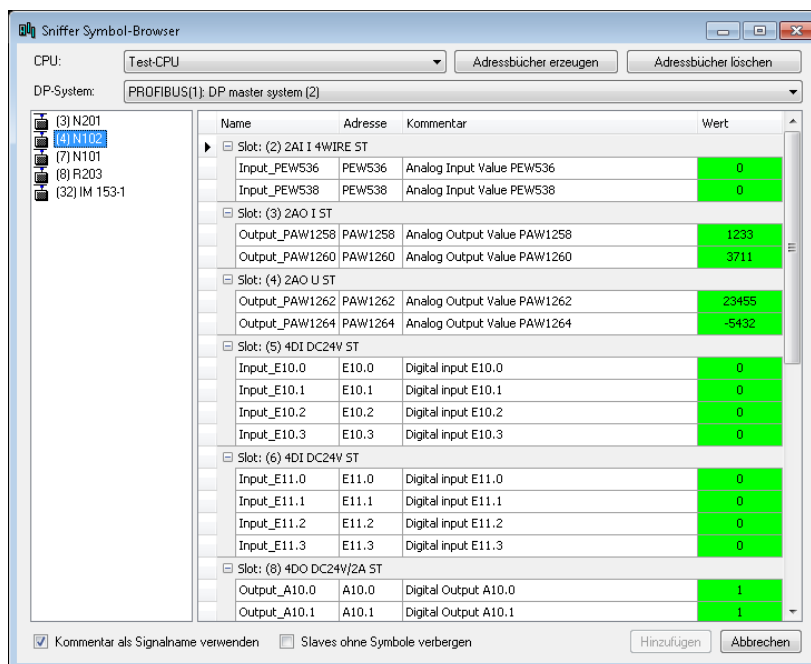 Sniffer Symbol-Browser
CPU: Test-CPU Adressbücher erzeugen Adressbücher löschen
DP-System: PROFIBUS(1): DP master system (2)
(3) N201
(4) N102
(7) N101
(8) R203
(32) IM 153-1
Name Adresse Kommentar Wert
Slot: (2) 2AI I 4WIRE ST
Input_PEW536 PEW536 Analog Input Value PEW536 0
Input_PEW538 PEW538 Analog Input Value PEW538 0
Slot: (3) 2AO I ST
Output_PAW1258 PAW1258 Analog Output Value PAW1258 1233
Output_PAW1260 PAW1260 Analog Output Value PAW1260 3711
Slot: (4) 2AO U ST
Output_PAW1262 PAW1262 Analog Output Value PAW1262 23455
Output_PAW1264 PAW1264 Analog Output Value PAW1264 -5432
Slot: (5) 4DI DC24V ST
Input_E10.0 E10.0 Digital input E10.0 0
Input_E10.1 E10.1 Digital input E10.1 0
Input_E10.2 E10.2 Digital input E10.2 0
Input_E10.3 E10.3 Digital input E10.3 0
Slot: (6) 4DI DC24V ST
Input_E11.0 E11.0 Digital input E11.0 0
Input_E11.1 E11.1 Digital input E11.1 0
Input_E11.2 E11.2 Digital input E11.2 0
Input_E11.3 E11.3 Digital input E11.3 0
Slot: (8) 4DO DC24V/2A ST
Output_A10.0 A10.0 Digital Output A10.0 1
Output_A10.1 A10.1 Digital Output A10.1 1
Kommentar als Signalname verwenden Slaves ohne Symbole verbergen Hinzufügen Abbrechen